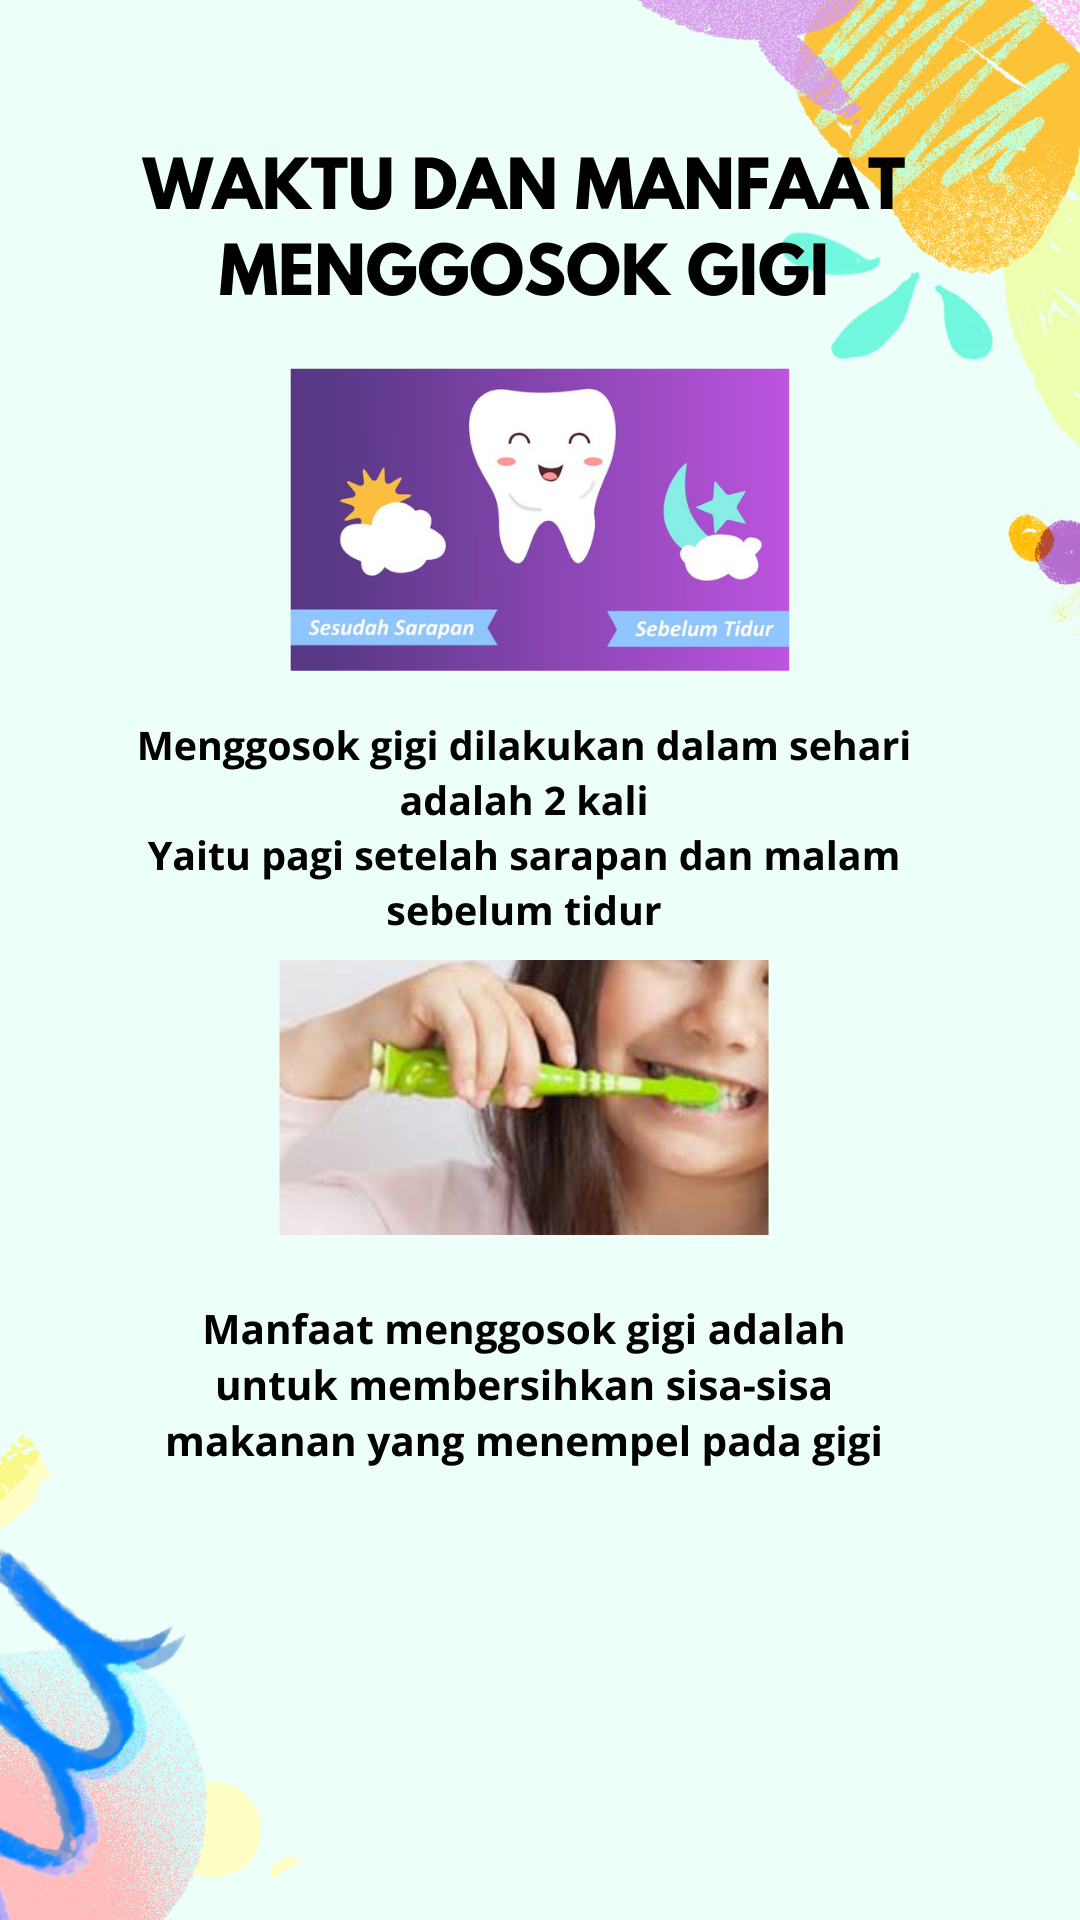 WAKTU DAN MANFAAT
MENGGOSOK GIGI
Sesudah Sarapan
Sebelum Tidur
Menggosok gigi dilakukan dalam sehari
adalah 2 kali
Yaitu pagi setelah sarapan dan malam
sebelum tidur
Manfaat menggosok gigi adalah
untuk membersihkan sisa-sisa
makanan yang menempel pada gigi